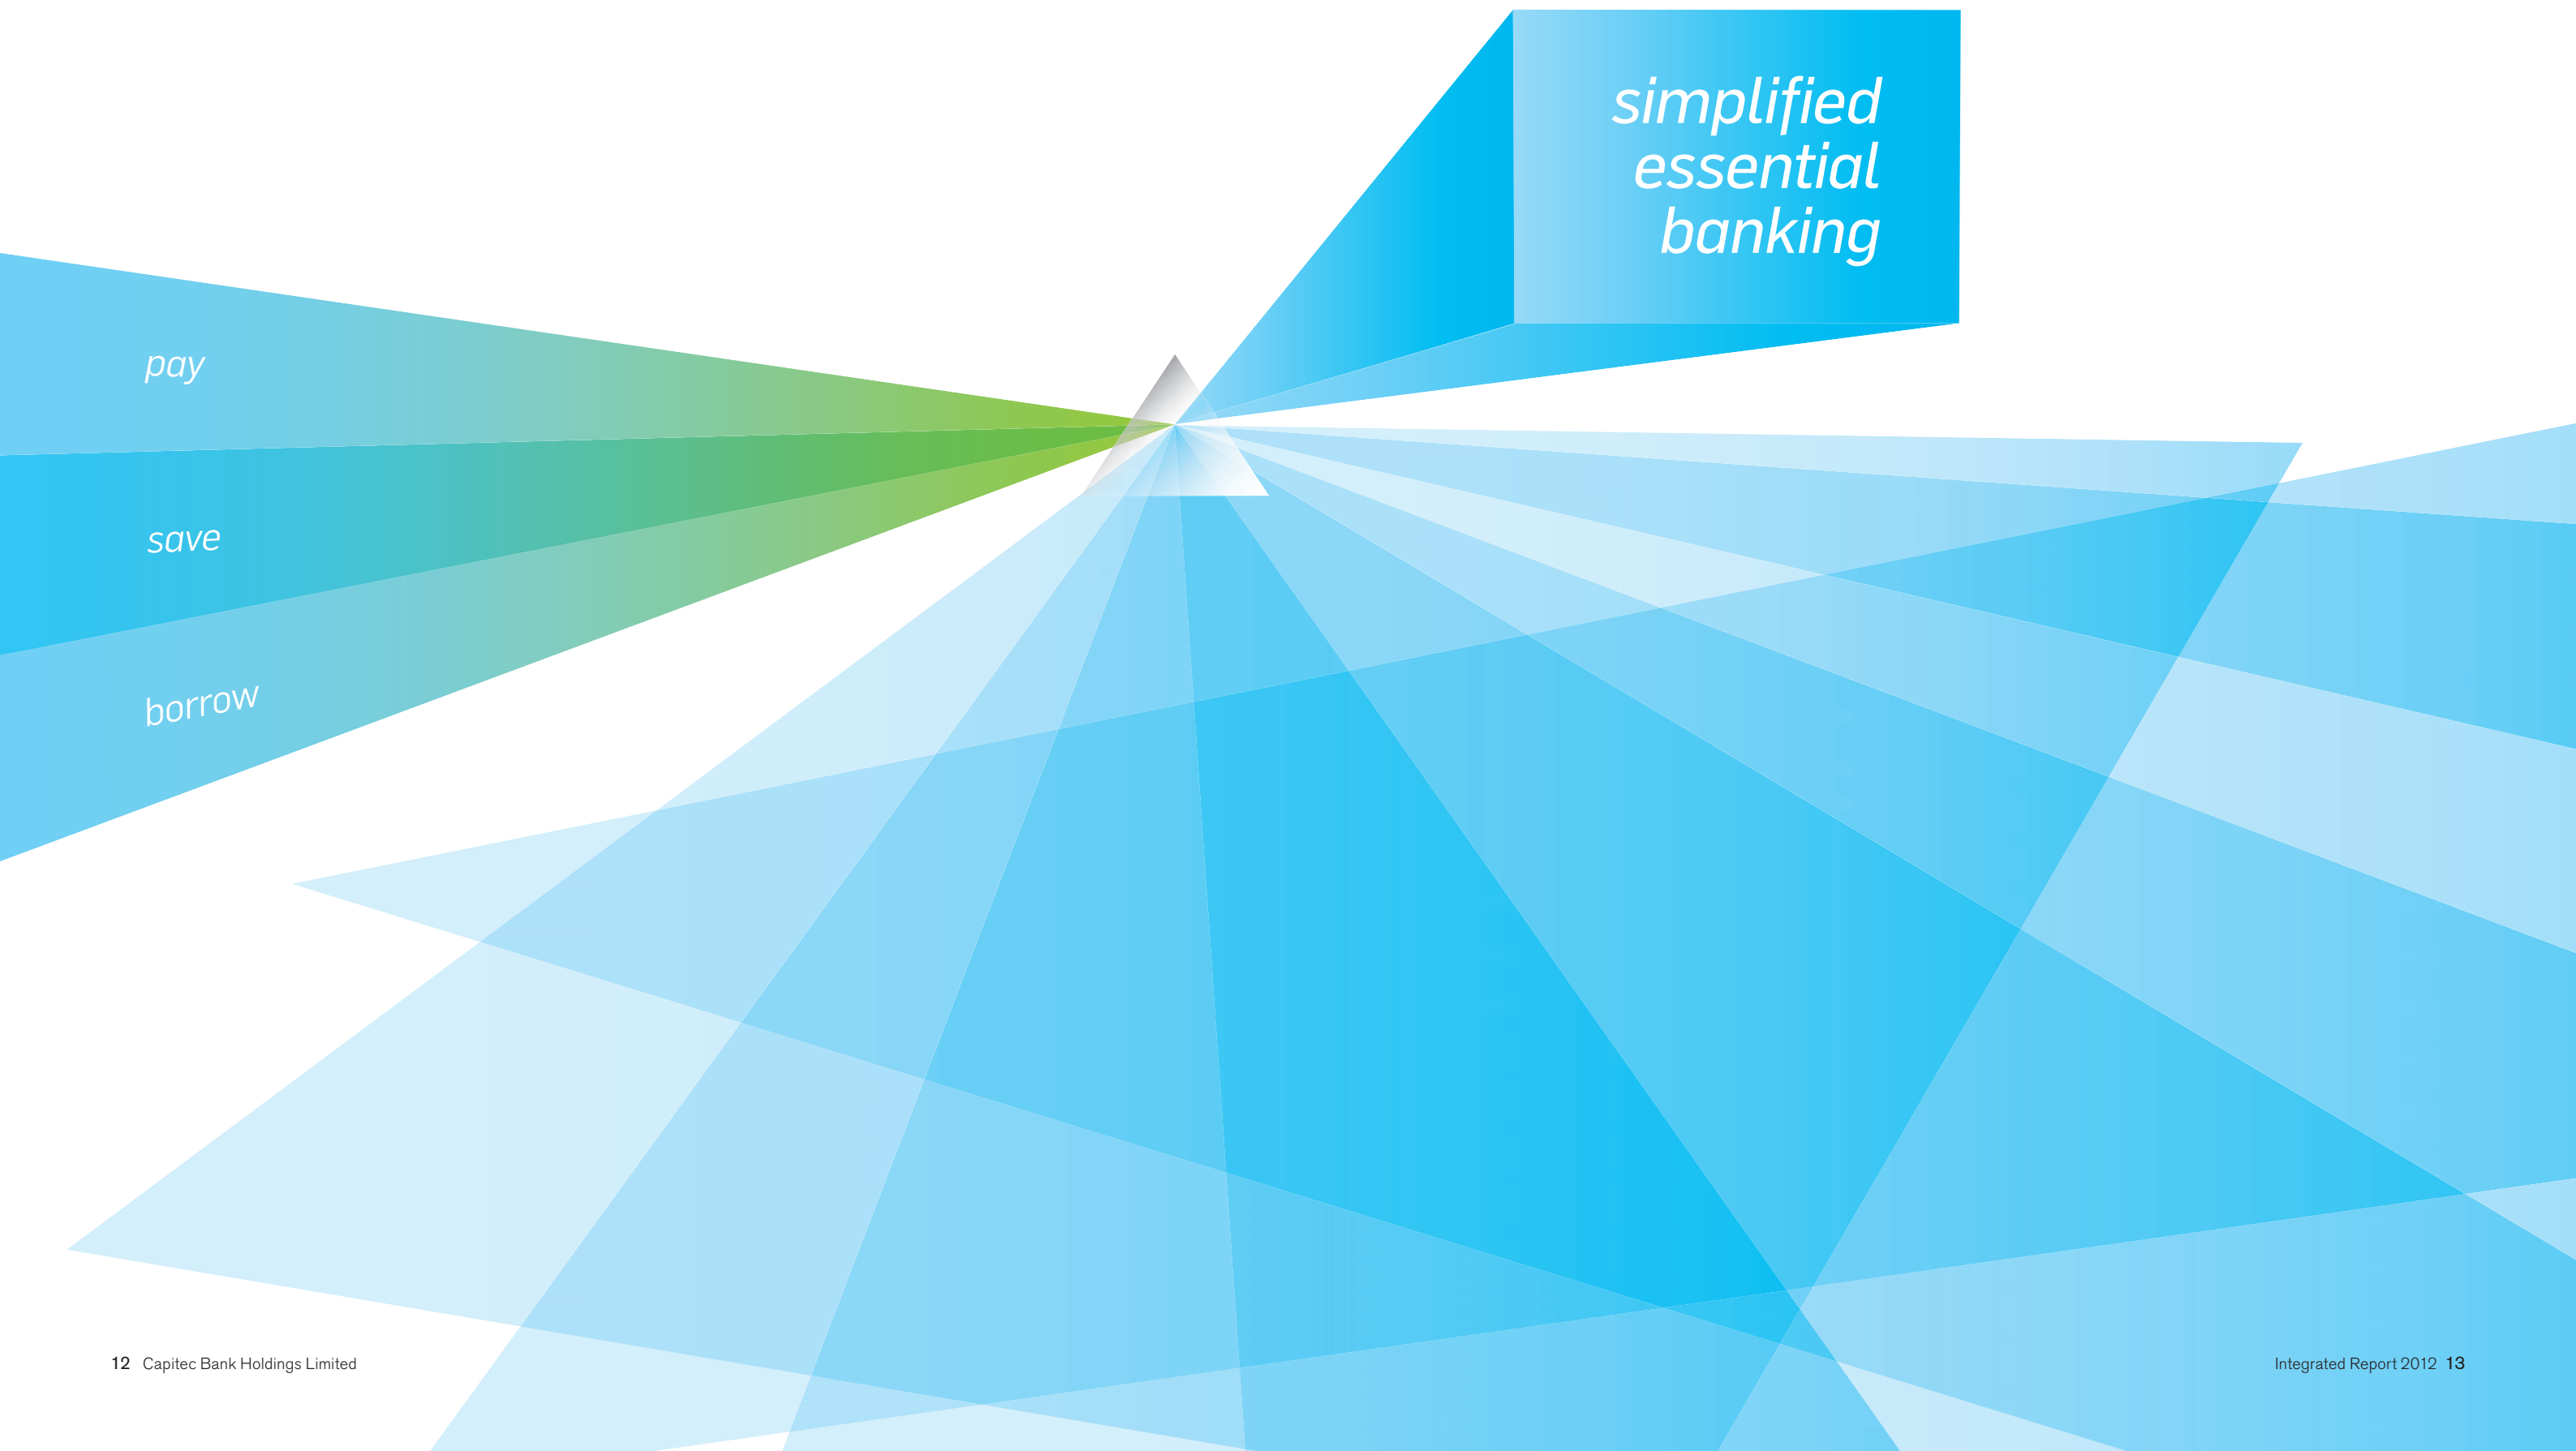 simplified
essential
banking
pay
save
borrow
12 Capitec Bank Holdings Limited
Integrated Report 2012 13